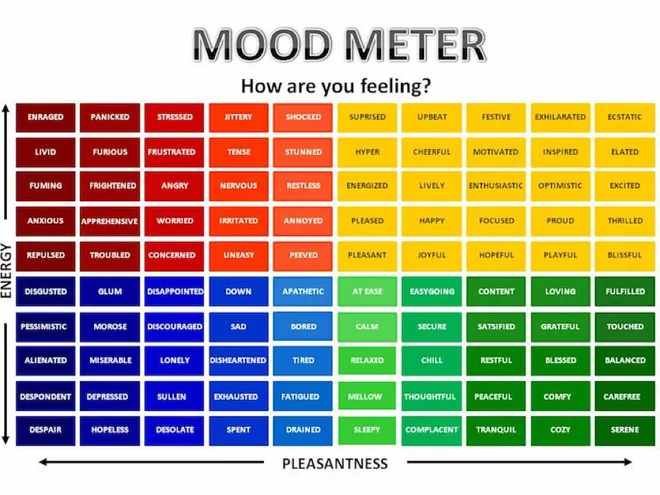 MOOD METER
How are you feeling?
ENRAGED PANICKED STRESSED JITTERY SHOCKED SUPRISED UPBEAT FESTIVE EXHILARATED ECSTATIC
LIVID FURIOUS FRUSTRATED TENSE STUNNED HYPER CHEERFUL MOTIVATED INSPIRED ELATED
FUMING FRIGHTENED ANGRY NERVOUS RESTLESS ENERGIZED LIVELY ENTHUSIASTIC OPTIMISTIC EXCITED
ANXIOUS APPREHENSIVE WORRIED IRRITATED ANNOYED PLEASED HAPPY FOCUSED PROUD THRILLED
REPULSED TROUBLED CONCERNED UNEASY PEEVED PLEASANT JOYFUL HOPEFUL PLAYFUL BLISSFUL
DISGUSTED GLUM DISAPPOINTED DOWN APATHETIC AT EASE EASYGOING CONTENT LOVING FULFILLED
PESSIMISTIC MOROSE DISCOURAGED SAD BORED CALM SECURE SATSIFIED GRATEFUL TOUCHED
ALIENATED MISERABLE LONELY DISHEARTENED TIRED RELAXED CHILL RESTFUL BLESSED BALANCED
DESPONDENT DEPRESSED SULLEN EXHAUSTED FATIGUED MELLOW THOUGHTFUL PEACEFUL COMFY CAREFREE
DESPAIR HOPELESS DESOLATE SPENT DRAINED SLEEPY COMPLACENT TRANQUIL COZY SERENE
ENERGY
PLEASANTNESS